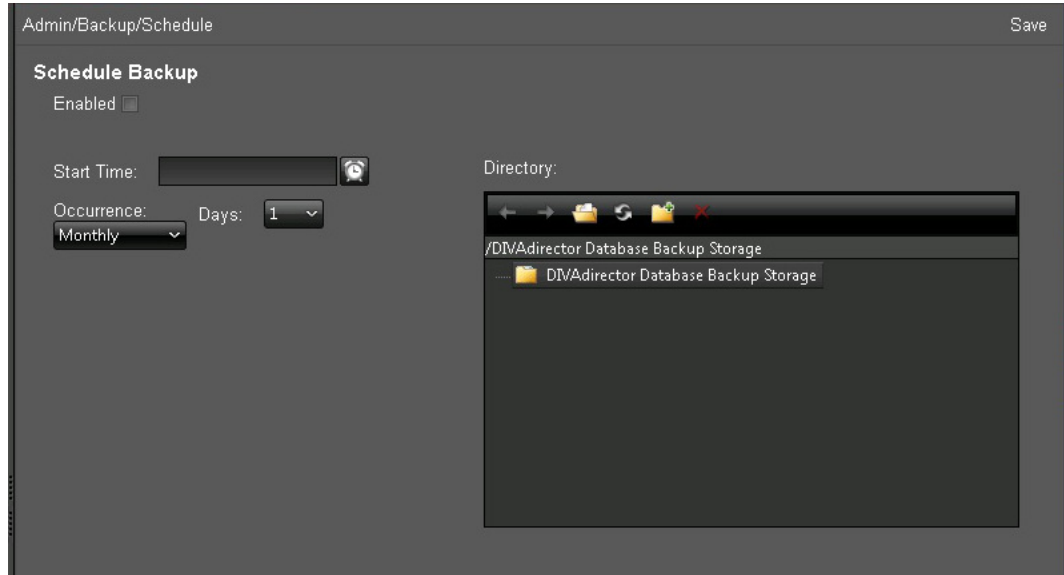 Admin/Backup/Schedule Save
Schedule Backup
Enabled
Start Time:
Occurrence:
Monthly
Days: 1
Directory:
/DIVAdirector Database Backup Storage
DIVAdirector Database Backup Storage